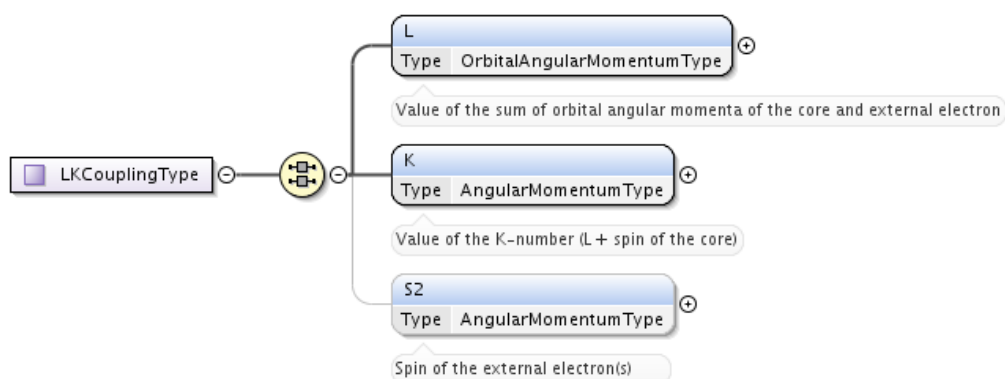 L
Type OrbitalAngularMomentumType
Value of the sum of orbital angular momenta of the core and external electron
LKCouplingType
K
Type AngularMomentumType
Value of the K-number (L + spin of the core)
S2
Type AngularMomentumType
Spin of the external electron(s)